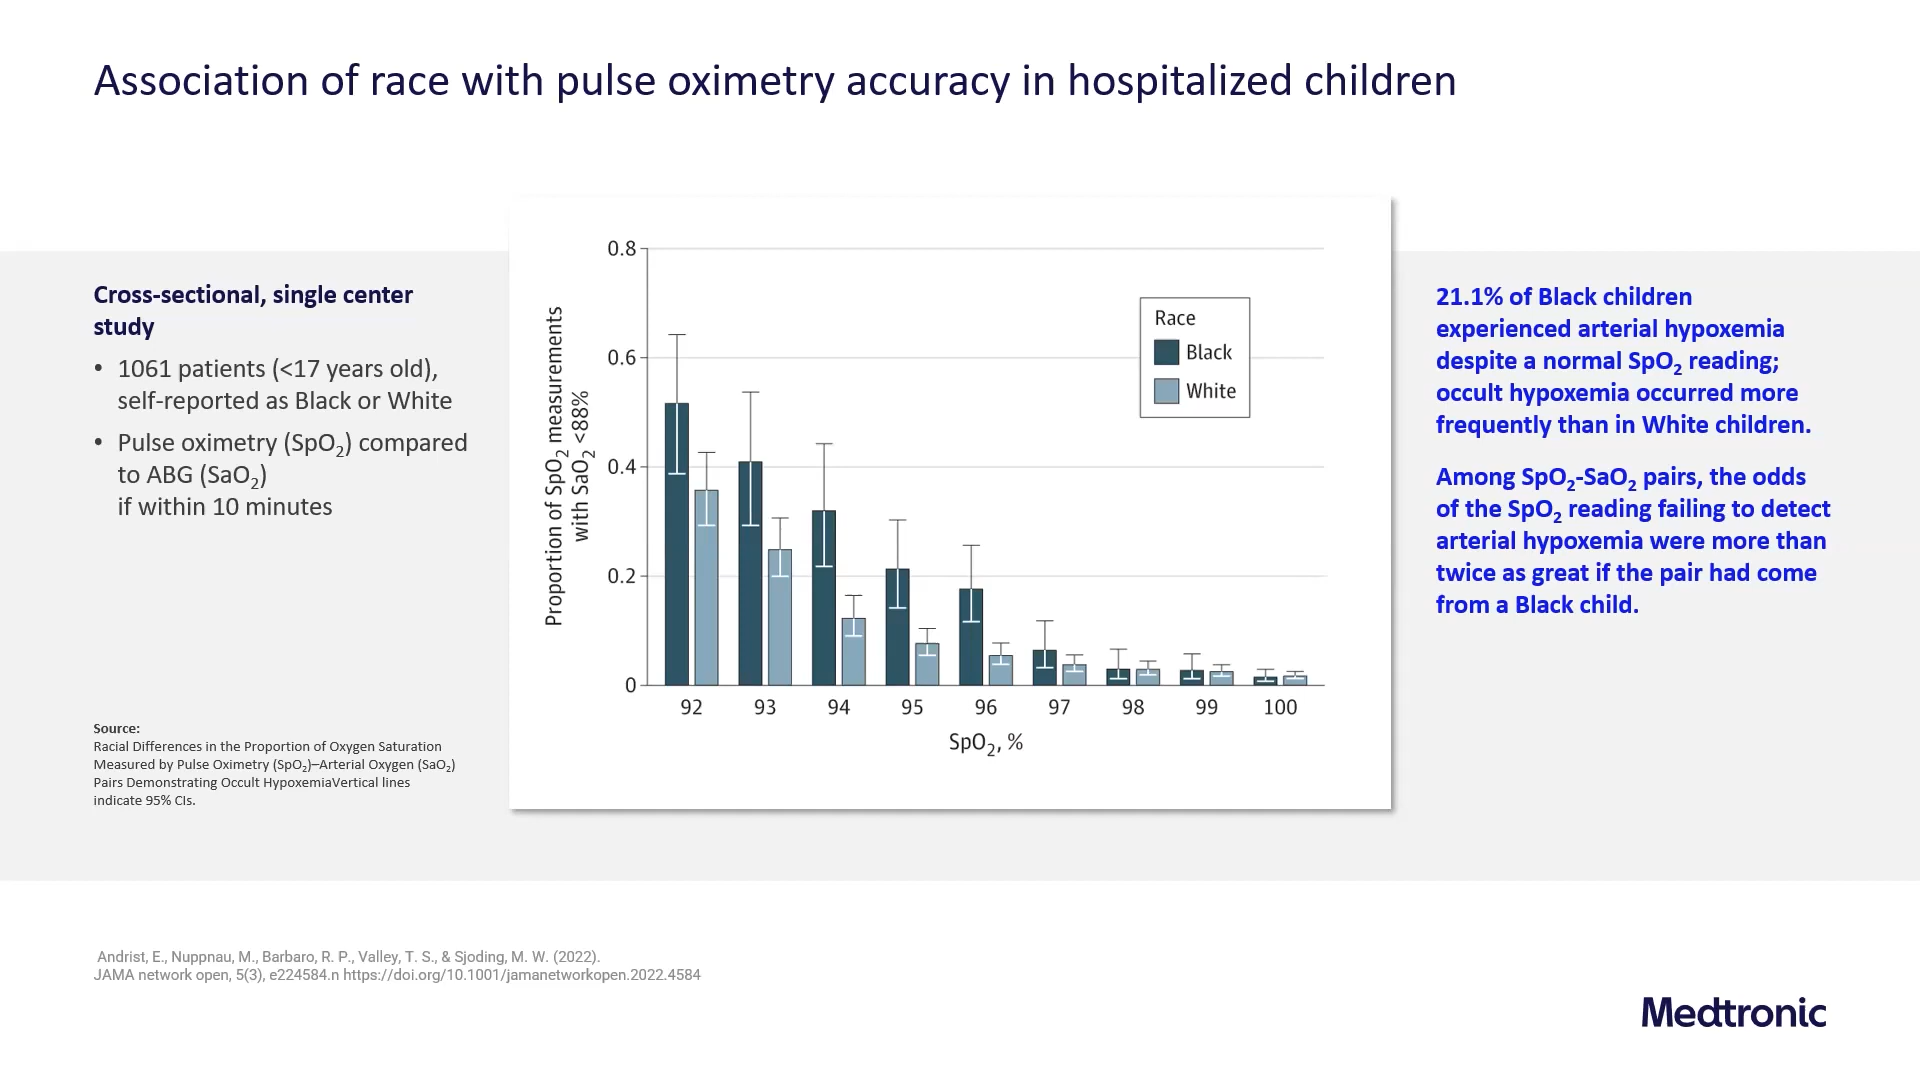 Association of race with pulse oximetry accuracy in hospitalized children
Cross-sectional, single center
study
• 1061 patients (<17 years old),
self-reported as Black or White
• Pulse oximetry (SpO2) compared
to ABG (SaO2)
if within 10 minutes
Source:
Racial Differences in the Proportion of Oxygen Saturation
Measured by Pulse Oximetry (SpO2)–Arterial Oxygen (SaO2)
Pairs Demonstrating Occult HypoxemiaVertical lines
indicate 95% CIs.
Proportion of SpO2 measurements
with SaO2 <88%
0.8
0.6
0.4
0.2
0
Race
Black
White
92 93 94 95 96 97 98 99 100
SpO2, %
21.1% of Black children
experienced arterial hypoxemia
despite a normal SpO2 reading;
occult hypoxemia occurred more
frequently than in White children.
Among SpO2-SaO2 pairs, the odds
of the SpO2 reading failing to detect
arterial hypoxemia were more than
twice as great if the pair had come
from a Black child.
Andrist, E., Nuppnau, M., Barbaro, R. P., Valley, T. S., & Sjoding, M. W. (2022).
JAMA network open, 5(3), e224584.n https://doi.org/10.1001/jamanetworkopen.2022.4584
Medtronic